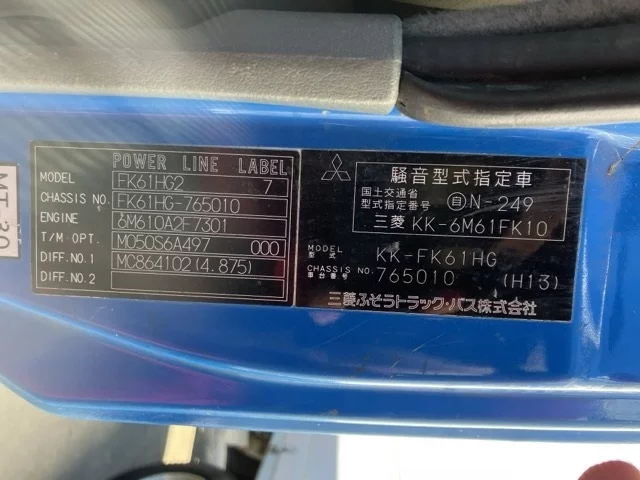 POWER LINE LABEL
MODEL FK61HG2 7
CHASSIS NO. FK61HG-765010
ENGINE 6M610A2F7301
T/M OPT. M050S6A497 000
DIFF. NO.1 MC864102(4.875)
DIFF. NO.2
騒音型式指定車
国土交通省
型式指定番号 自N-249
三菱 KK-6M61FK10
MODEL
型式 KK-FK61HG
CHASSIS NO.
車台番号 765010 (H13)
三菱ふそうトラック・バス株式会社
MT-30